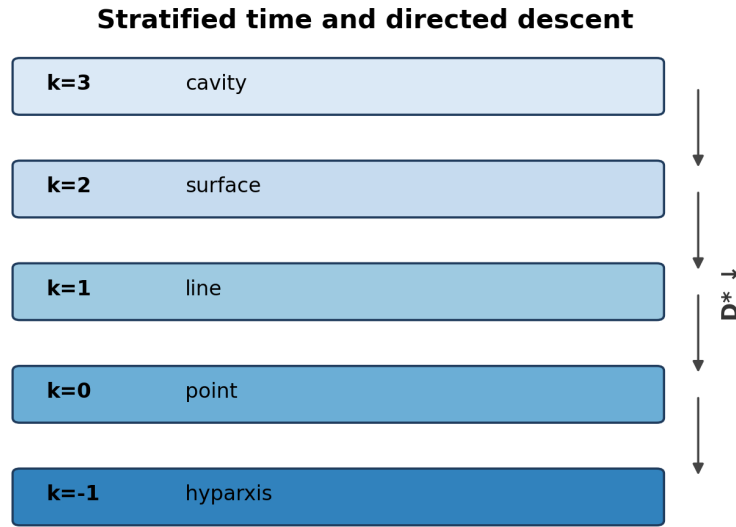 Stratified time and directed descent
k=3 cavity
k=2 surface
k=1 line
D* →
k=0 point
k=-1 hyparxis